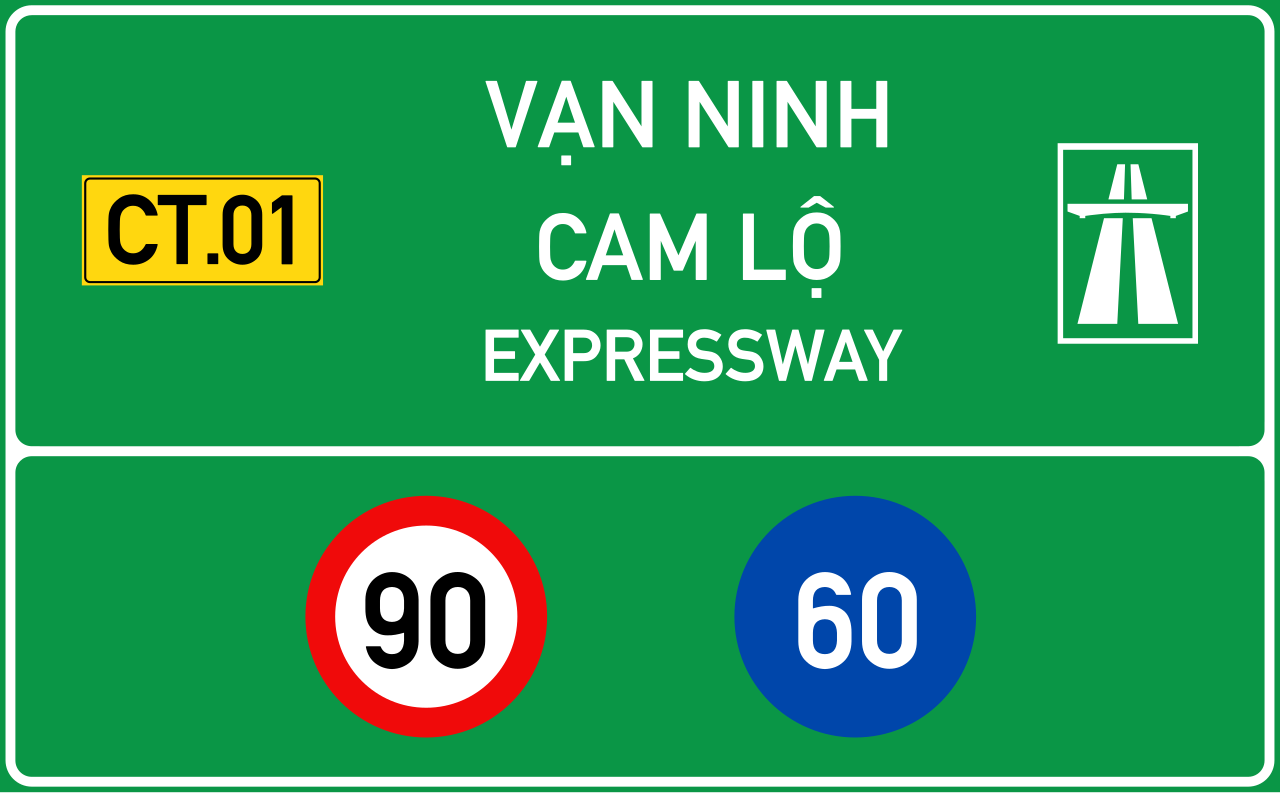 VẠN NINH
CAM LỘ
EXPRESSWAY
CT.01
90
60